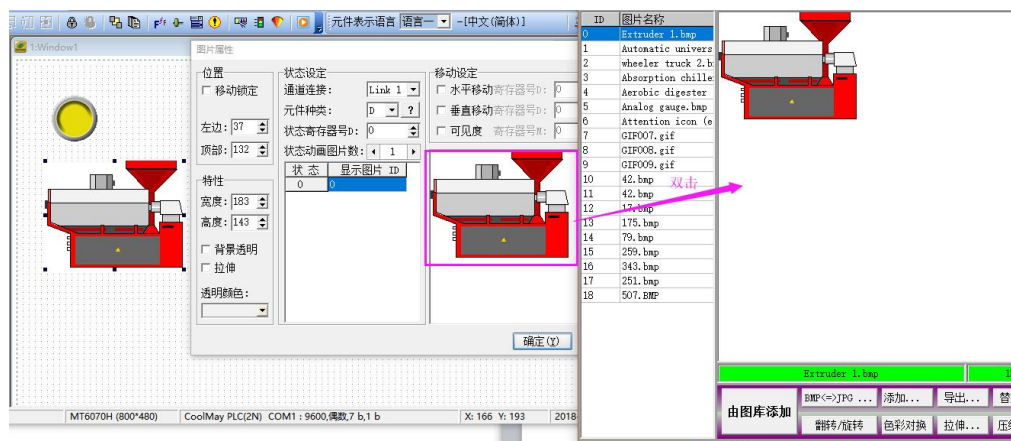 元件表示语言 语言一 -[中文(简体)]
1:Window1
图片属性
位置
移动锁定
左边: 37
顶部: 132
特性
宽度: 183
高度: 143
背景透明
拉伸
透明颜色:
状态设定
通道连接: Link 1
元件种类: D ?
状态寄存器号D: 0
状态动画图片数: 1
状 态 显示图片 ID
0 0
移动设定
水平移动 寄存器号D: 0
垂直移动 寄存器号D: 0
可见度 寄存器号M: 0
确定(Y)
MT6070H (800*480) CoolMay PLC(2N) COM1 : 9600,偶数,7 b,1 b X: 166 Y: 193 2018-
ID 图片名称
0 Extruder 1.bmp
1 Automatic univers
2 wheeler truck 2.b
3 Absorption chille
4 Aerobic digester
5 Analog gauge.bmp
6 Attention icon (e
7 GIF007.gif
8 GIF008.gif
9 GIF009.gif
10 42.bmp
11 42.bmp
12 17.bmp
13 175.bmp
14 79.bmp
15 259.bmp
16 343.bmp
17 251.bmp
18 507.BMP
双击
Extruder 1.bmp 1
由图库添加
BMP<=>JPG ... 添加... 导出... 替
翻转/旋转 色彩对换 拉伸... 压缩